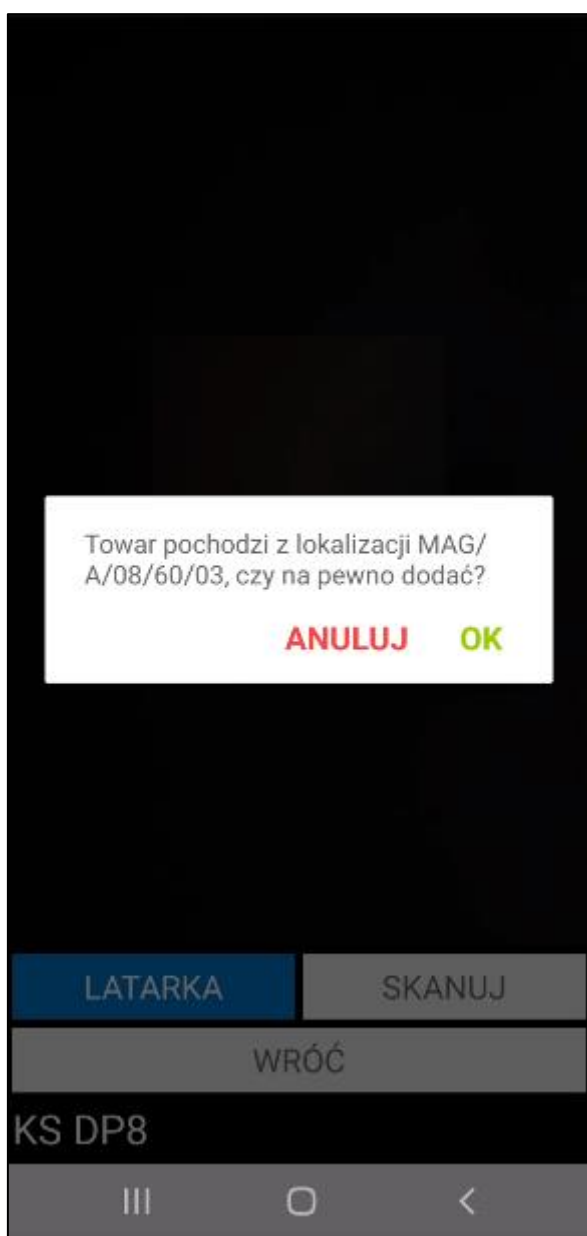 Towar pochodzi z lokalizacji MAG/
A/08/60/03, czy na pewno dodać?
ANULUJ OK
LATARKA SKANUJ
WRÓĆ
KS DP8